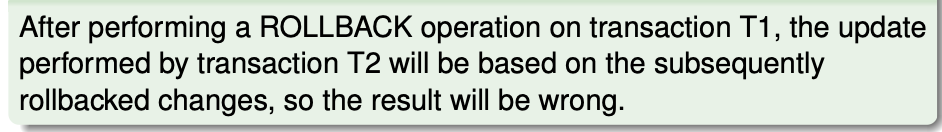 After performing a ROLLBACK operation on transaction T1, the update
performed by transaction T2 will be based on the subsequently
rollbacked changes, so the result will be wrong.